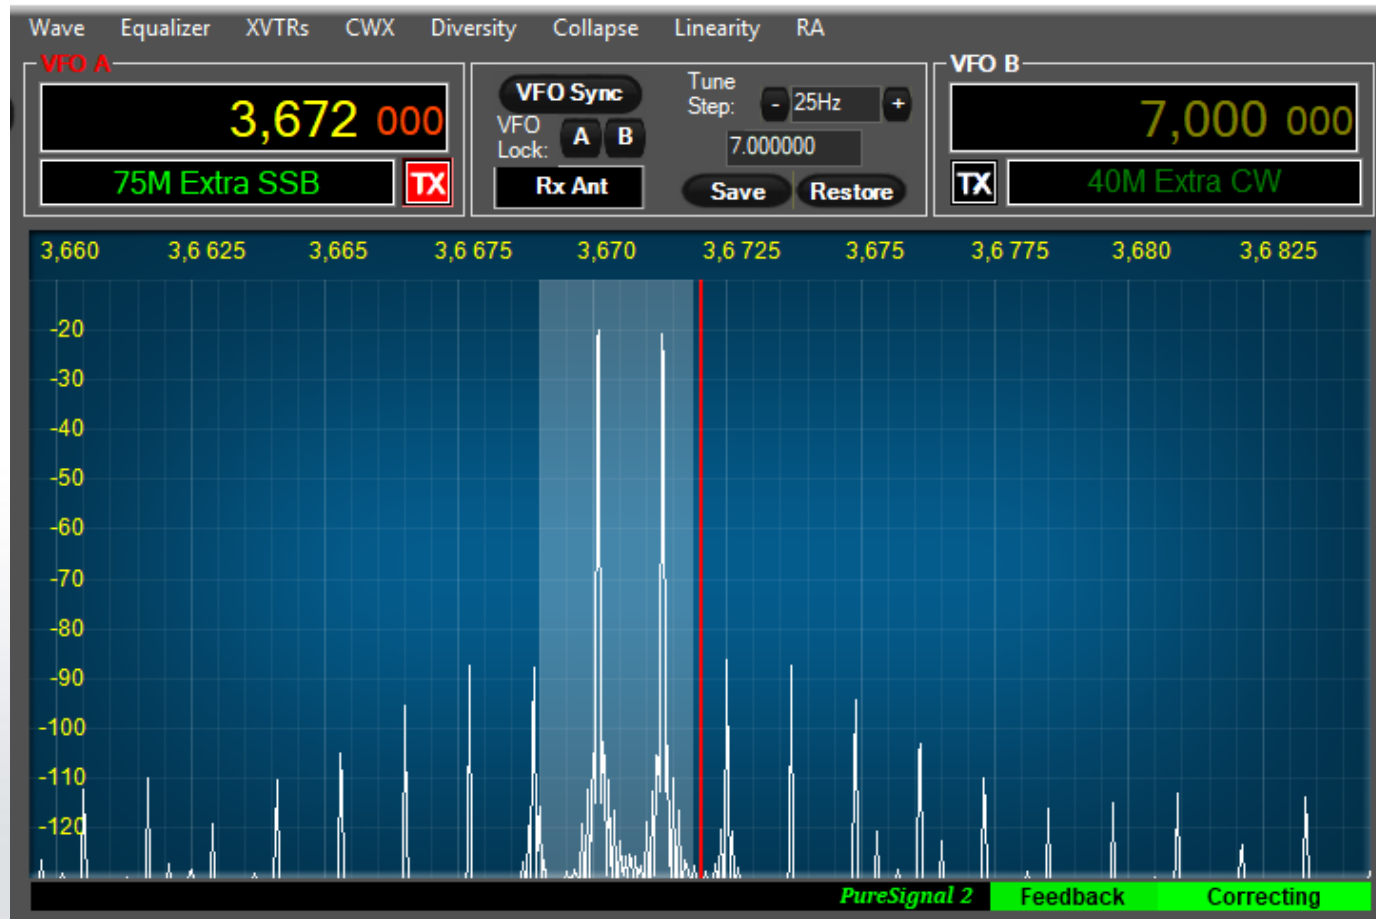 Wave Equalizer XVTRs CWX Diversity Collapse Linearity RA
VFO A
3,672 000
75M Extra SSB TX
VFO Sync
VFO Lock: A B
Rx Ant
Tune Step: - 25Hz +
7.000000
Save Restore
VFO B
7,000 000
TX 40M Extra CW
3,660 3,6 625 3,665 3,6 675 3,670 3,6 725 3,675 3,6 775 3,680 3,6 825
-20
-30
-40
-50
-60
-70
-80
-90
-100
-110
-120
PureSignal 2 Feedback Correcting